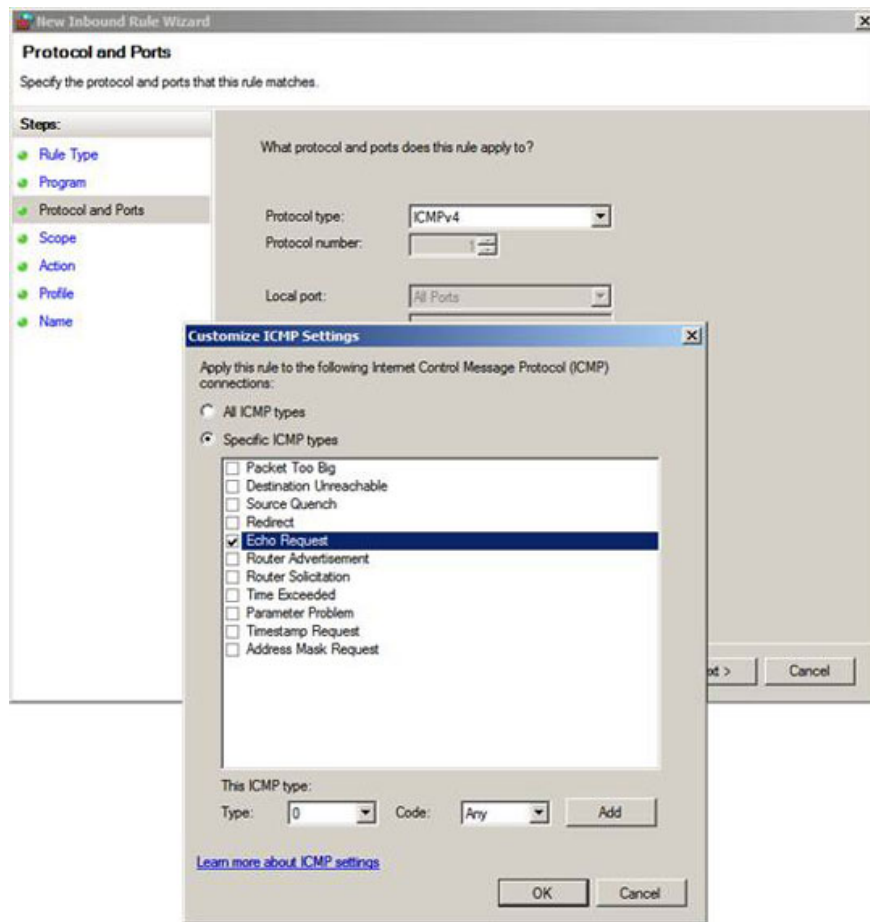 New Inbound Rule Wizard
Protocol and Ports
Specify the protocol and ports that this rule matches.
Steps:
Rule Type
Program
Protocol and Ports
Scope
Action
Profile
Name
What protocol and ports does this rule apply to?
Protocol type: ICMPv4
Protocol number: 1
Local port: All Ports
Customize ICMP Settings
Apply this rule to the following Internet Control Message Protocol (ICMP)
connections:
All ICMP types
Specific ICMP types
Packet Too Big
Destination Unreachable
Source Quench
Redirect
Echo Request
Router Advertisement
Router Solicitation
Time Exceeded
Parameter Problem
Timestamp Request
Address Mask Request
This ICMP type:
Type: 0 Code: Any Add
Learn more about ICMP settings
OK Cancel
Cancel